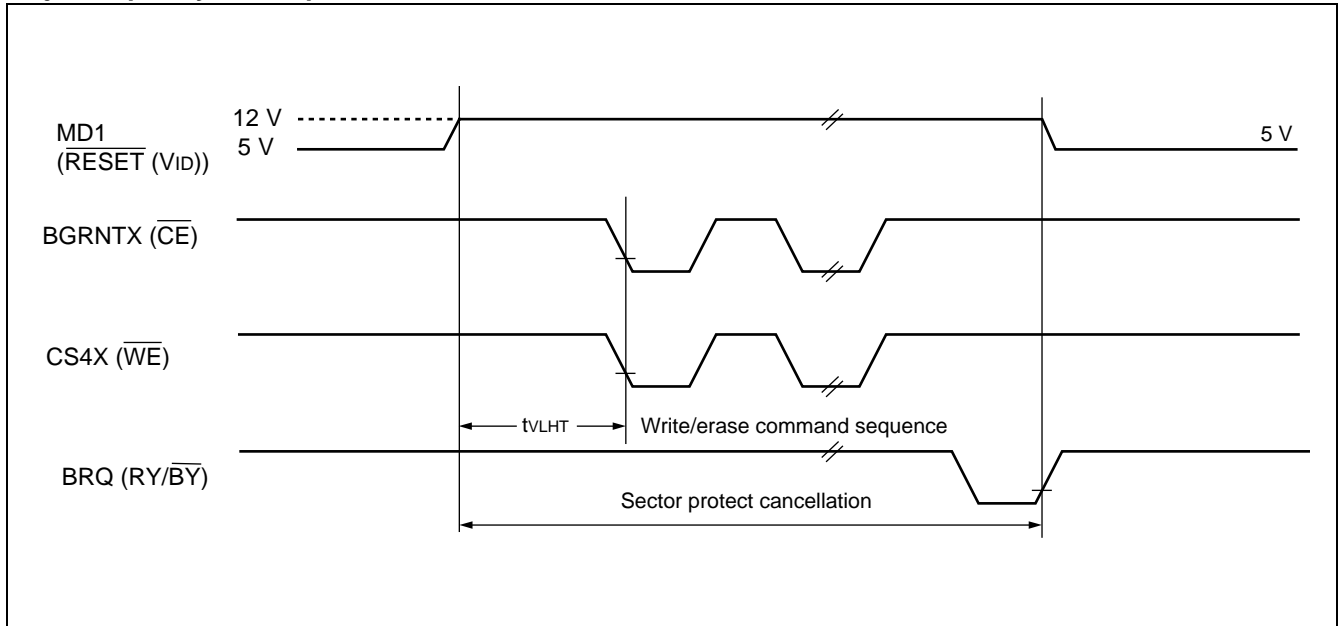 12 V
MD1
5 V
5 V
(RESET (VID))
BGRNTX (CE)
CS4X (WE)
tVLHT
Write/erase command sequence
BRQ (RY/BY)
Sector protect cancellation